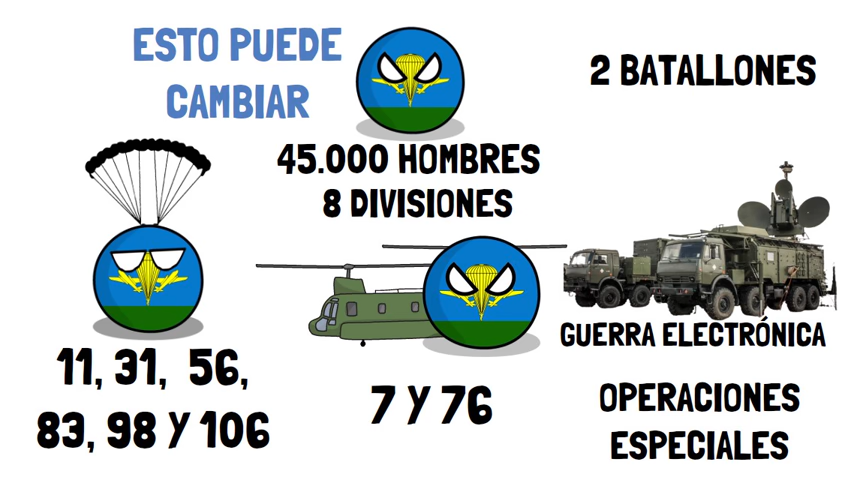 ESTO PUEDE
CAMBIAR
2 BATALLONES
45.000 HOMBRES
8 DIVISIONES
11, 31, 56,
83, 98 Y 106
7 Y 76
GUERRA ELECTRÓNICA
OPERACIONES
ESPECIALES